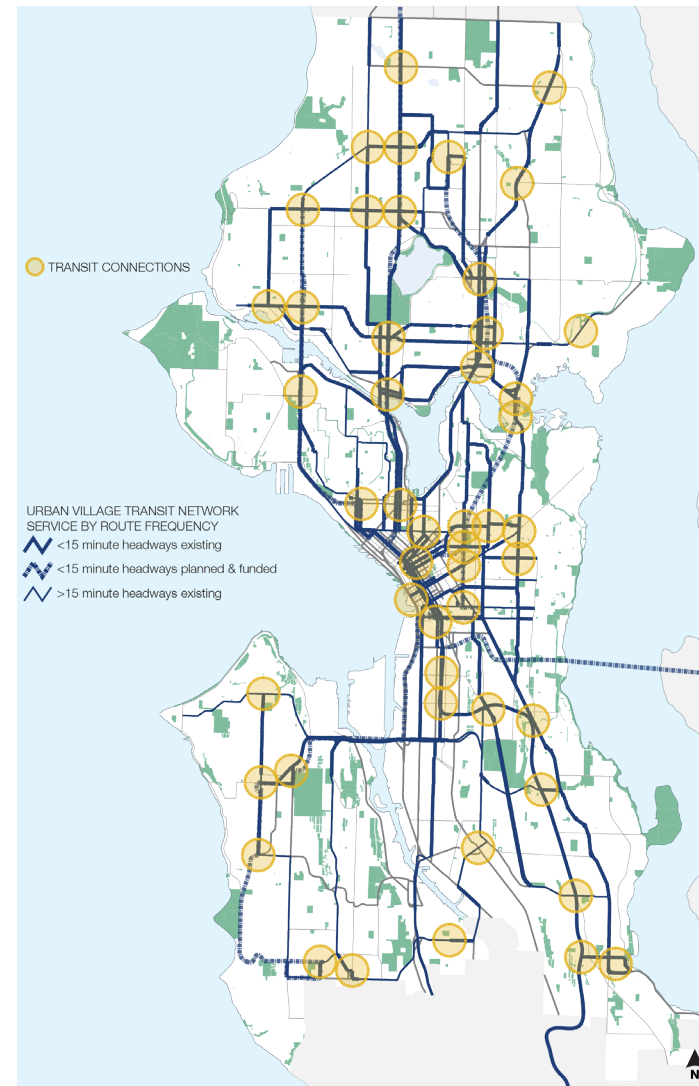 TRANSIT CONNECTIONS
URBAN VILLAGE TRANSIT NETWORK
SERVICE BY ROUTE FREQUENCY
<15 minute headways existing
<15 minute headways planned & funded
>15 minute headways existing
N